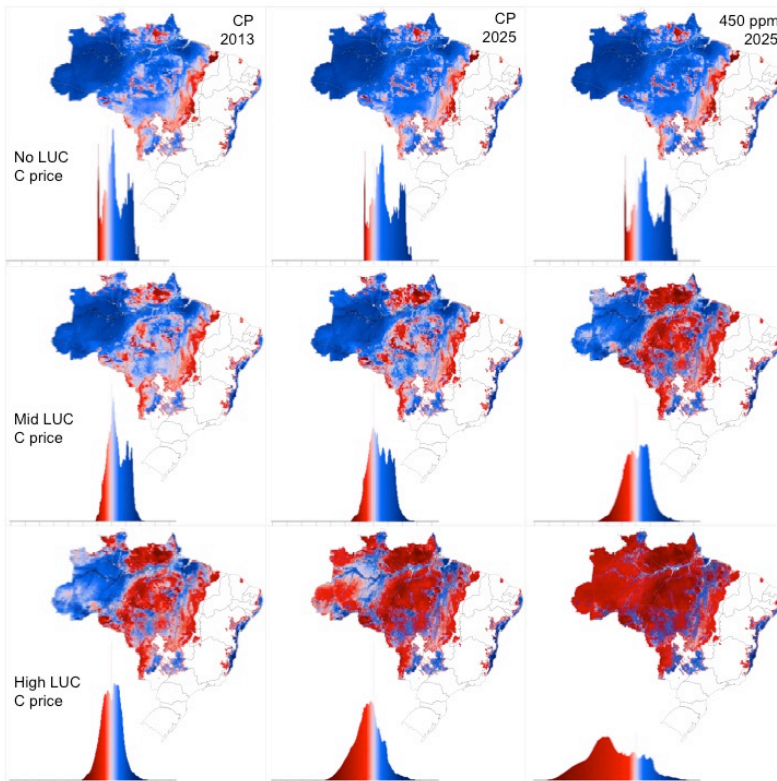 CP
2013
CP
2025
450 ppm
2025
No LUC
C price
Mid LUC
C price
High LUC
C price